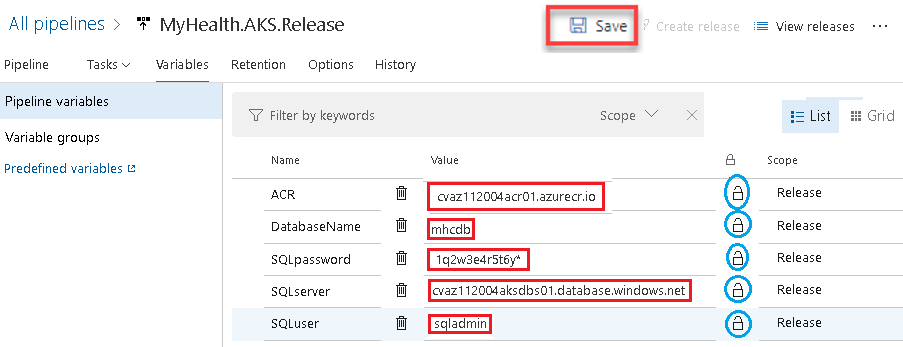 All pipelines > MyHealth.AKS.Release Save Create release View releases ...
Pipeline Tasks Variables Retention Options History
Pipeline variables
Variable groups
Predefined variables
Filter by keywords Scope List Grid
Name Value Scope
ACR cvaz112004acr01.azurecr.io Release
DatabaseName mhcdb Release
SQLpassword 1q2w3e4r5t6y* Release
SQLserver cvaz112004aksdbs01.database.windows.net Release
SQLuser sqladmin Release